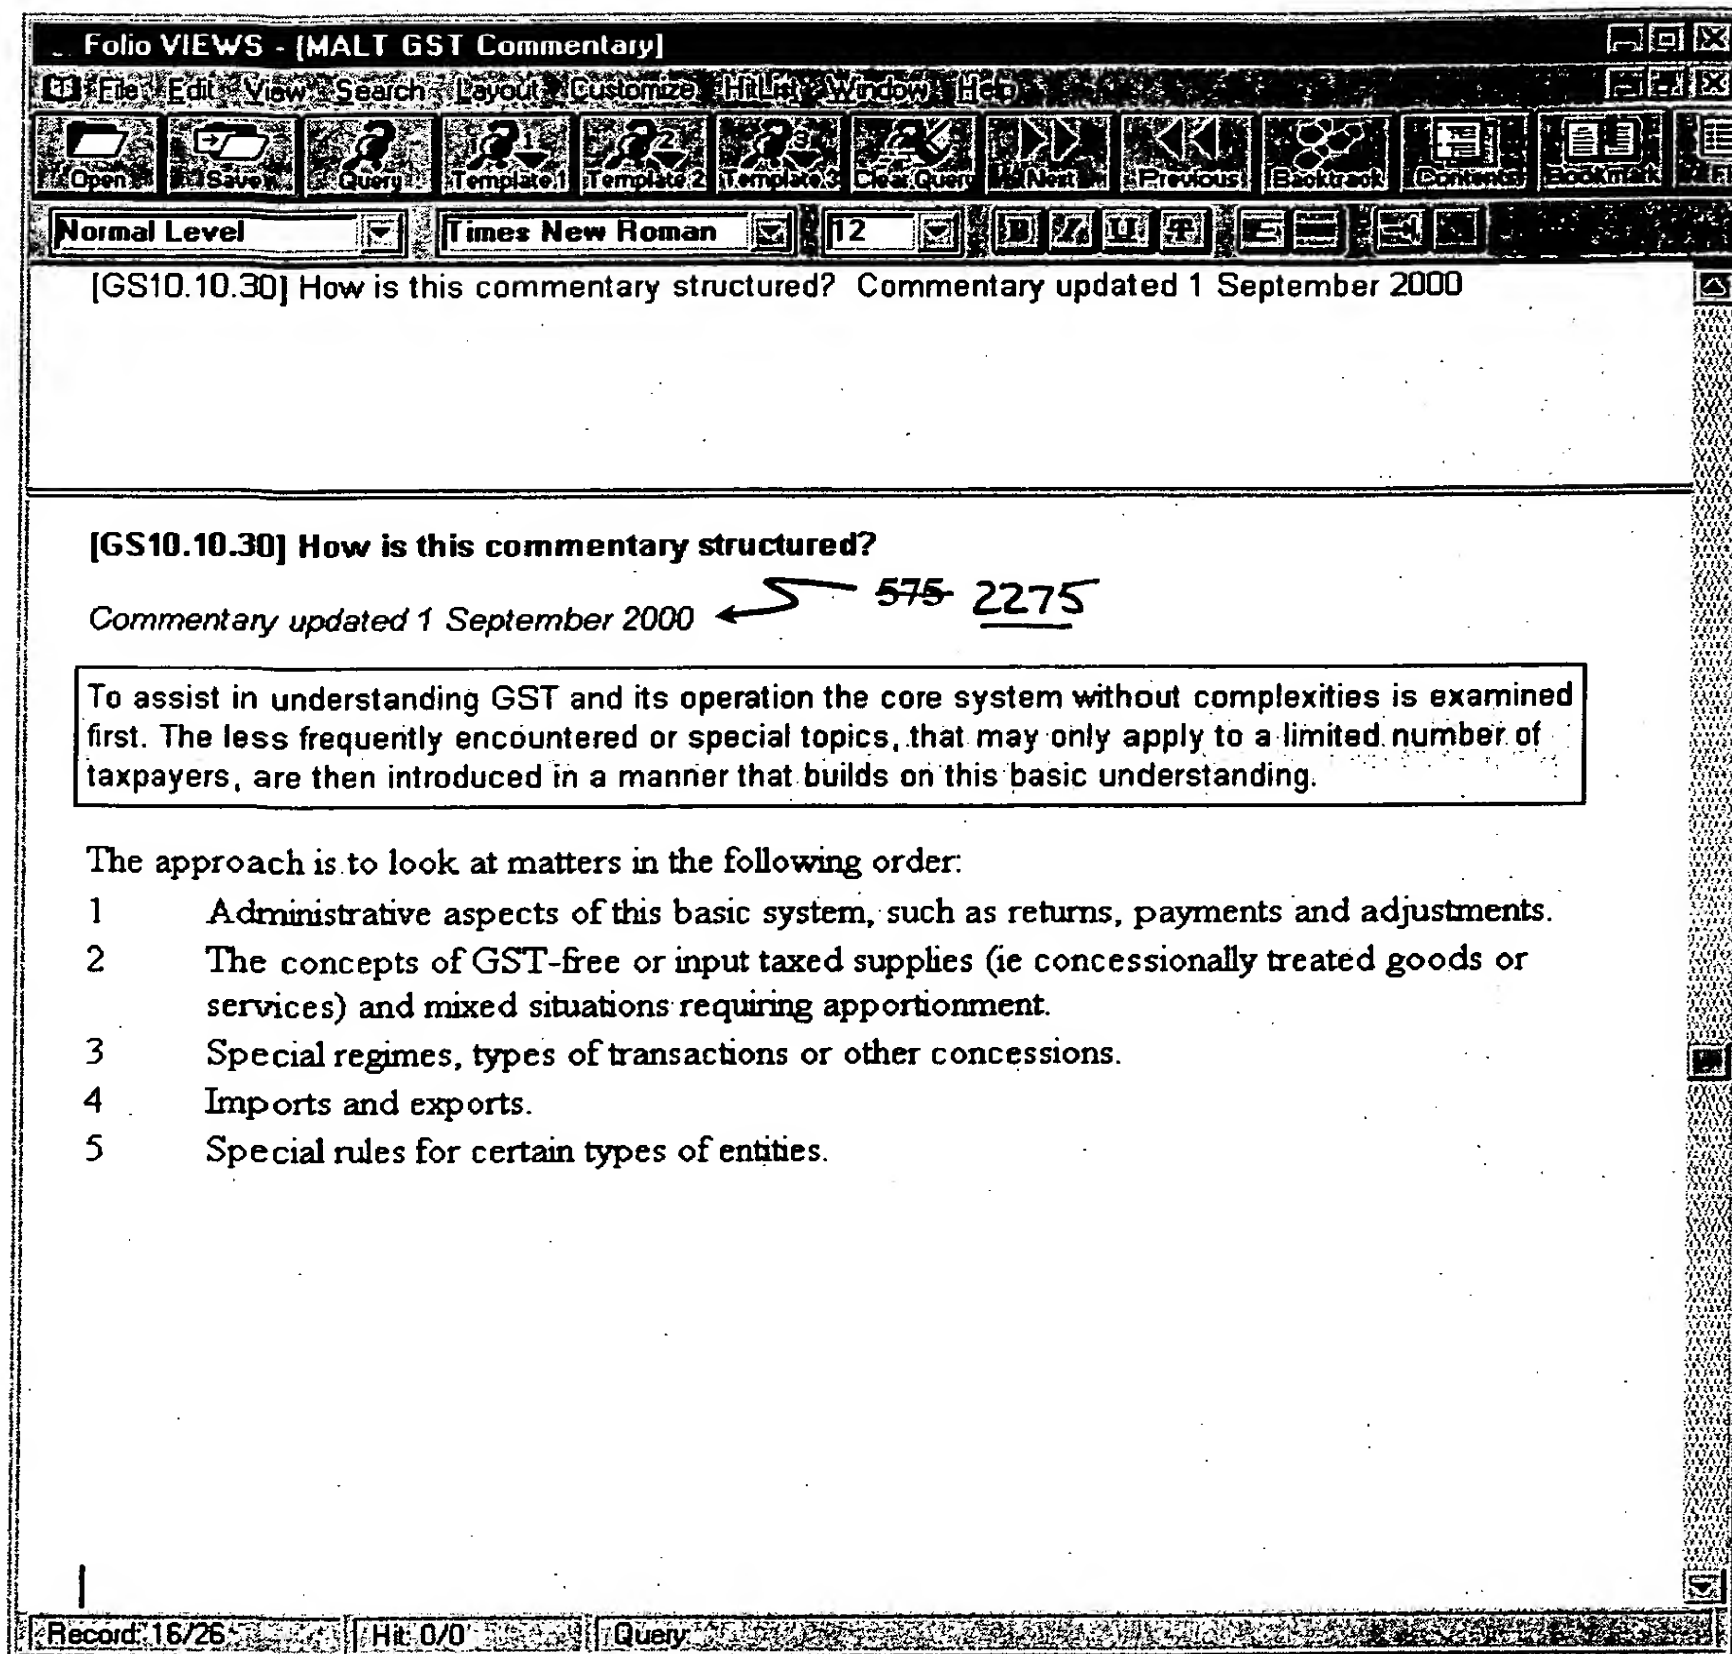 Folio VIEWS - [MALT GST Commentary]
File Edit View Search Layout Customize HitList Window Help
Open Save Query Template 1 Template 2 Template 3 Clear Query Next Previous Backtrack Contents Bookmark
Normal Level Times New Roman 12 B I U T
[GS10.10.30] How is this commentary structured? Commentary updated 1 September 2000
[GS10.10.30] How is this commentary structured?
575 2275
Commentary updated 1 September 2000
To assist in understanding GST and its operation the core system without complexities is examined
first. The less frequently encountered or special topics, that may only apply to a limited number of
taxpayers, are then introduced in a manner that builds on this basic understanding.
The approach is to look at matters in the following order:
1 Administrative aspects of this basic system, such as returns, payments and adjustments.
2 The concepts of GST-free or input taxed supplies (ie concessionally treated goods or
services) and mixed situations requiring apportionment.
3 Special regimes, types of transactions or other concessions.
4 Imports and exports.
5 Special rules for certain types of entities.
Record: 16/26 Hit: 0/0 Query: